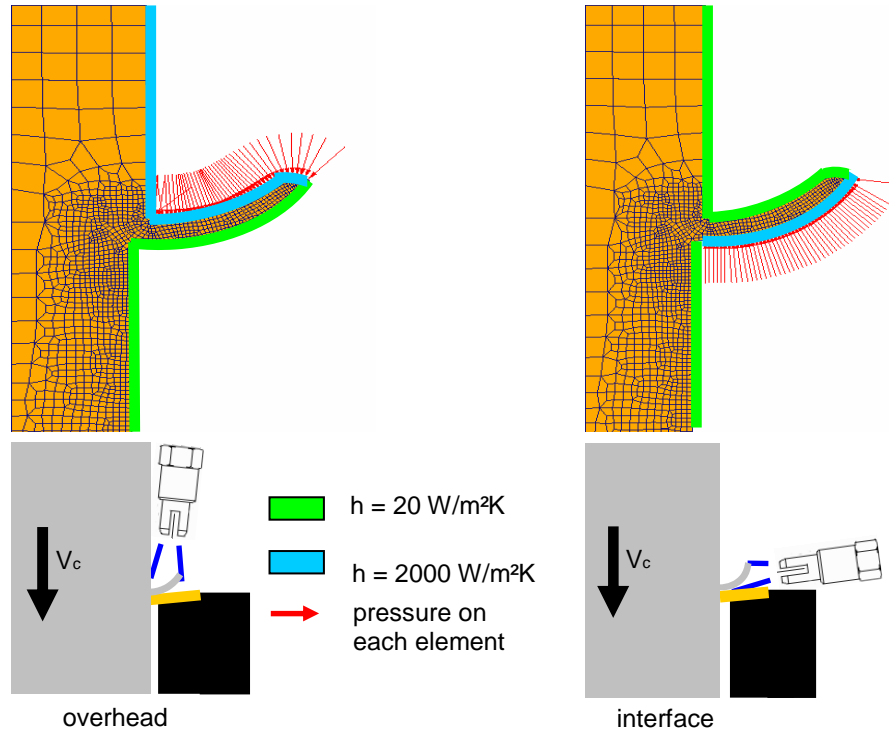 h = 20 W/m²K
Vc
h = 2000 W/m²K
pressure on
each element
Vc
overhead
interface